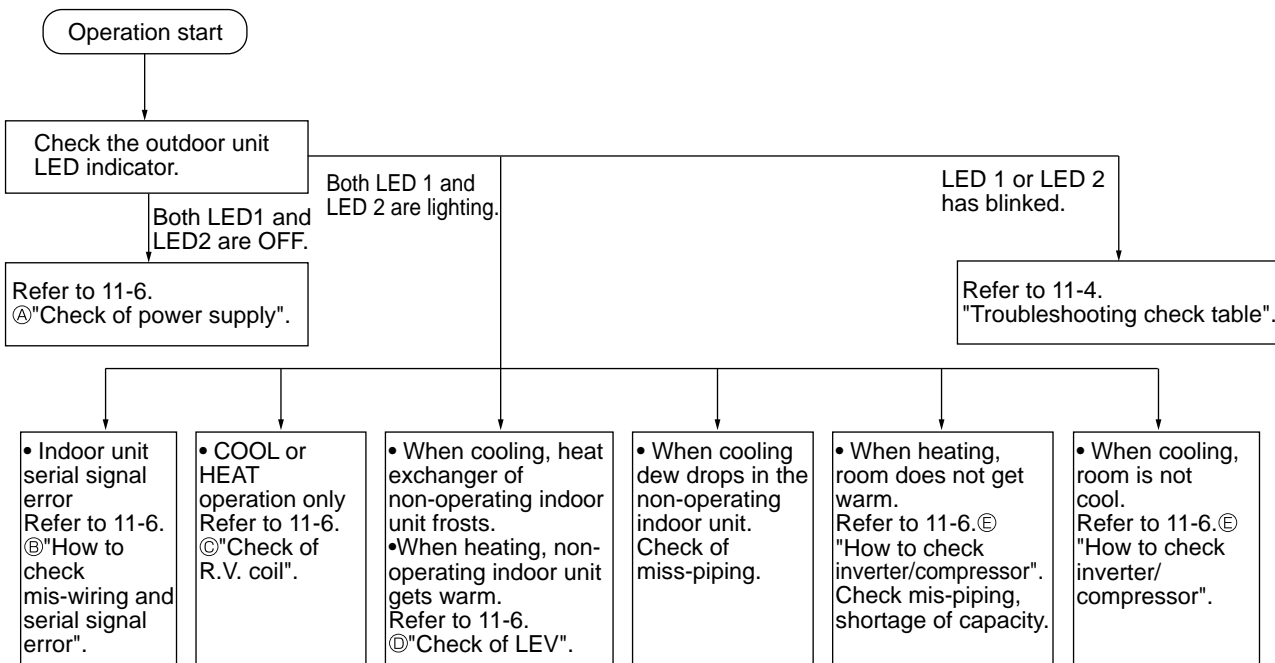 Operation start
Check the outdoor unit
LED indicator.
Both LED1 and
LED2 are OFF.
Both LED 1 and
LED 2 are lighting.
LED 1 or LED 2
has blinked.
Refer to 11-6.
Ⓐ"Check of power supply".
Refer to 11-4.
"Troubleshooting check table".
• Indoor unit
serial signal
error
Refer to 11-6.
Ⓑ"How to
check
mis-wiring and
serial signal
error".
• COOL or
HEAT
operation only
Refer to 11-6.
Ⓒ"Check of
R.V. coil".
• When cooling, heat
exchanger of
non-operating indoor
unit frosts.
•When heating, non-
operating indoor unit
gets warm.
Refer to 11-6.
Ⓓ"Check of LEV".
• When cooling
dew drops in the
non-operating
indoor unit.
Check of
miss-piping.
• When heating,
room does not get
warm.
Refer to 11-6.Ⓔ
"How to check
inverter/compressor".
Check mis-piping,
shortage of capacity.
• When cooling,
room is not
cool.
Refer to 11-6.Ⓔ
"How to check
inverter/
compressor".